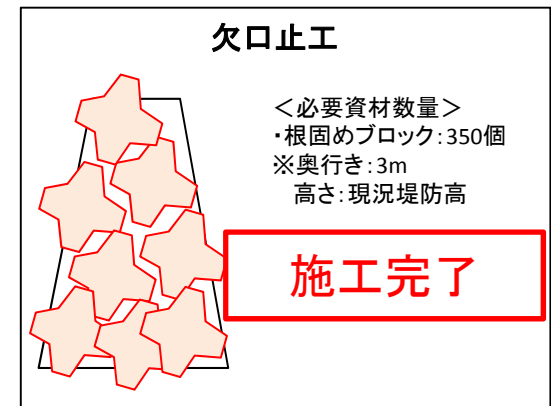 欠口止工
＜必要資材数量＞
・根固めブロック：350個
※奥行き：3m
高さ：現況堤防高
施工完了